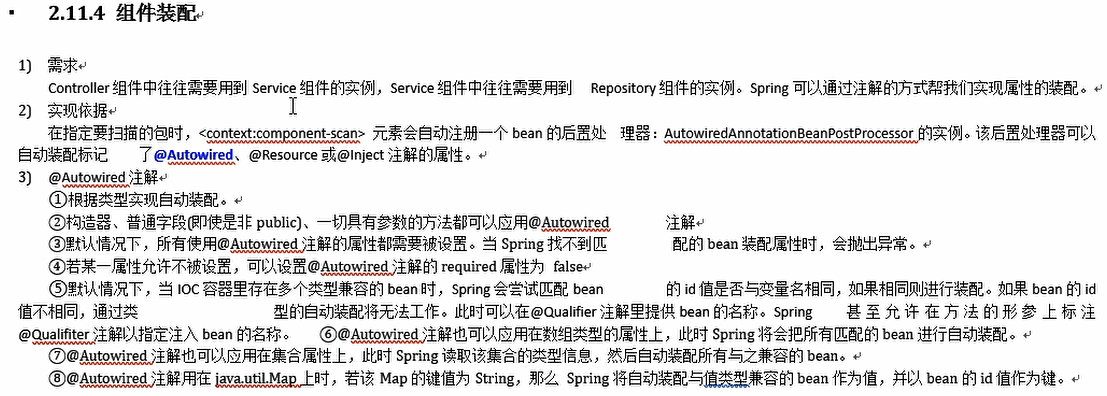 2.11.4 组件装配
1) 需求
Controller 组件中往往需要用到 Service 组件的实例，Service 组件中往往需要用到 Repository 组件的实例。Spring 可以通过注解的方式帮我们实现属性的装配。
2) 实现依据
在指定要扫描的包时，<context:component-scan> 元素会自动注册一个 bean 的后置处 理器：AutowiredAnnotationBeanPostProcessor 的实例。该后置处理器可以
自动装配标记 了@Autowired、@Resource 或@Inject 注解的属性。
3) @Autowired 注解
①根据类型实现自动装配。
②构造器、普通字段(即使是非 public)、一切具有参数的方法都可以应用@Autowired 注解
③默认情况下，所有使用@Autowired 注解的属性都需要被设置。当 Spring 找不到匹 配的 bean 装配属性时，会抛出异常。
④若某一属性允许不被设置，可以设置@Autowired 注解的 required 属性为 false
⑤默认情况下，当 IOC 容器里存在多个类型兼容的 bean 时，Spring 会尝试匹配 bean 的 id 值是否与变量名相同，如果相同则进行装配。如果 bean 的 id
值不相同，通过类 型的自动装配将无法工作。此时可以在@Qualifier 注解里提供 bean 的名称。Spring 甚至允许在方法的形参上标注
@Qualifiter 注解以指定注入 bean 的名称。 ⑥@Autowired 注解也可以应用在数组类型的属性上，此时 Spring 将会把所有匹配的 bean 进行自动装配。
⑦@Autowired 注解也可以应用在集合属性上，此时 Spring 读取该集合的类型信息，然后自动装配所有与之兼容的 bean。
⑧@Autowired 注解用在 java.util.Map 上时，若该 Map 的键值为 String，那么 Spring 将自动装配与值类型兼容的 bean 作为值，并以 bean 的 id 值作为键。